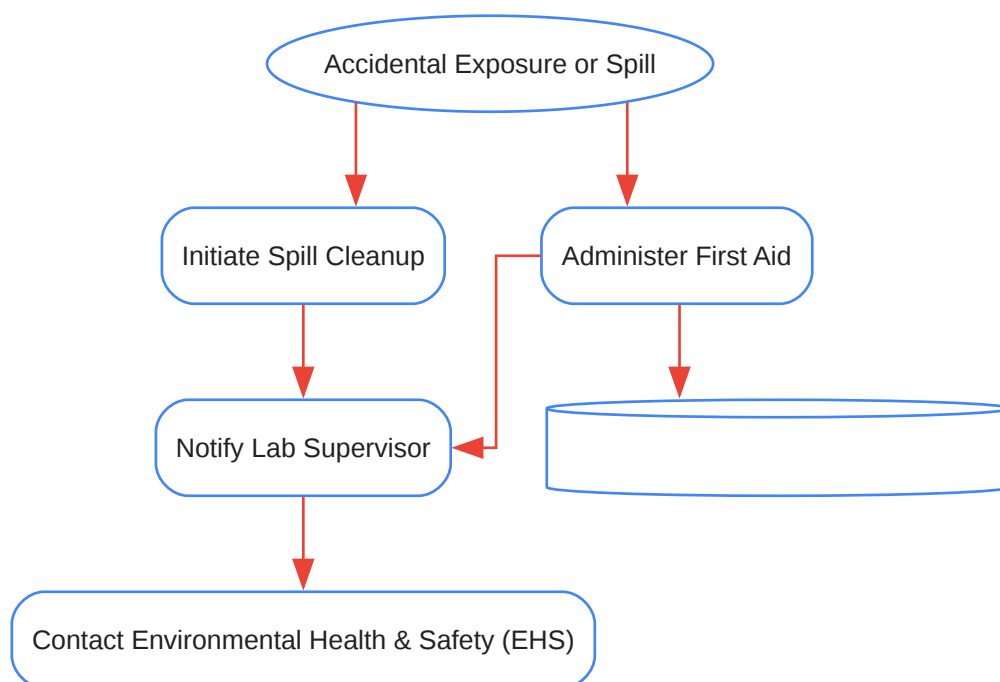 Accidental Exposure or Spill
Initiate Spill Cleanup
Administer First Aid
Notify Lab Supervisor
Contact Environmental Health & Safety (EHS)